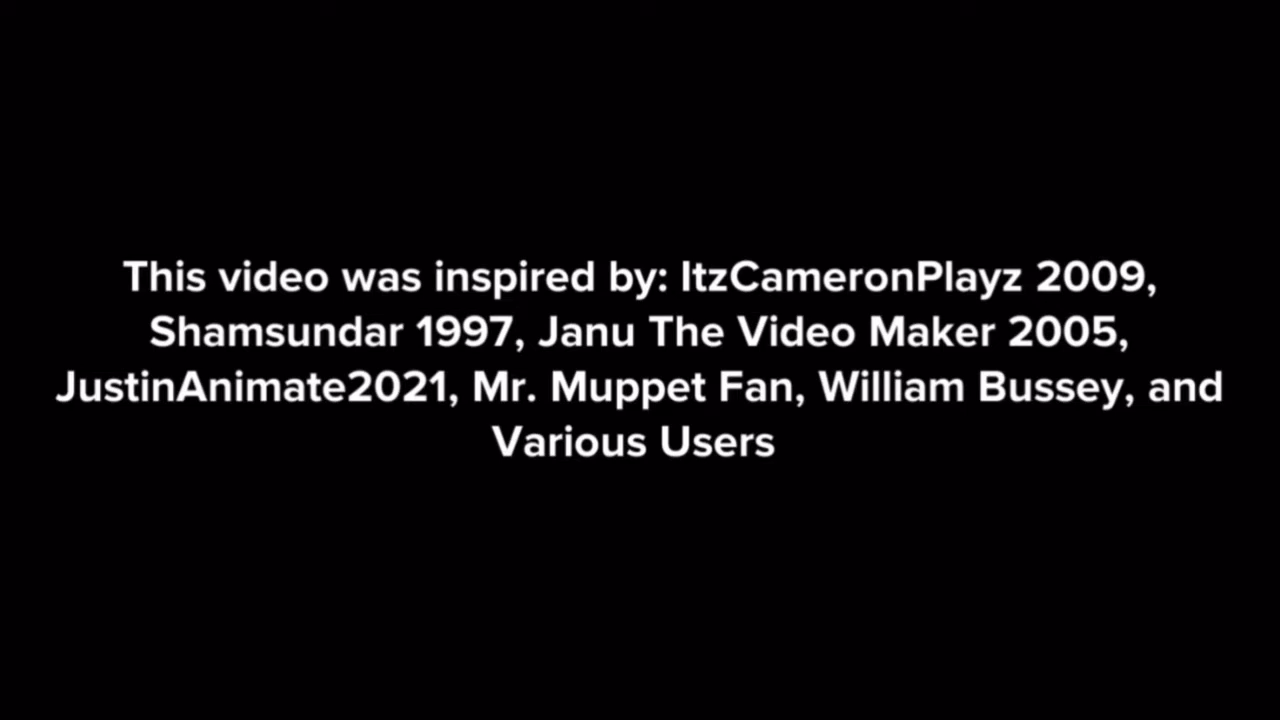 This video was inspired by: ItzCameronPlayz 2009,
Shamsundar 1997, Janu The Video Maker 2005,
JustinAnimate2021, Mr. Muppet Fan, William Bussey, and
Various Users